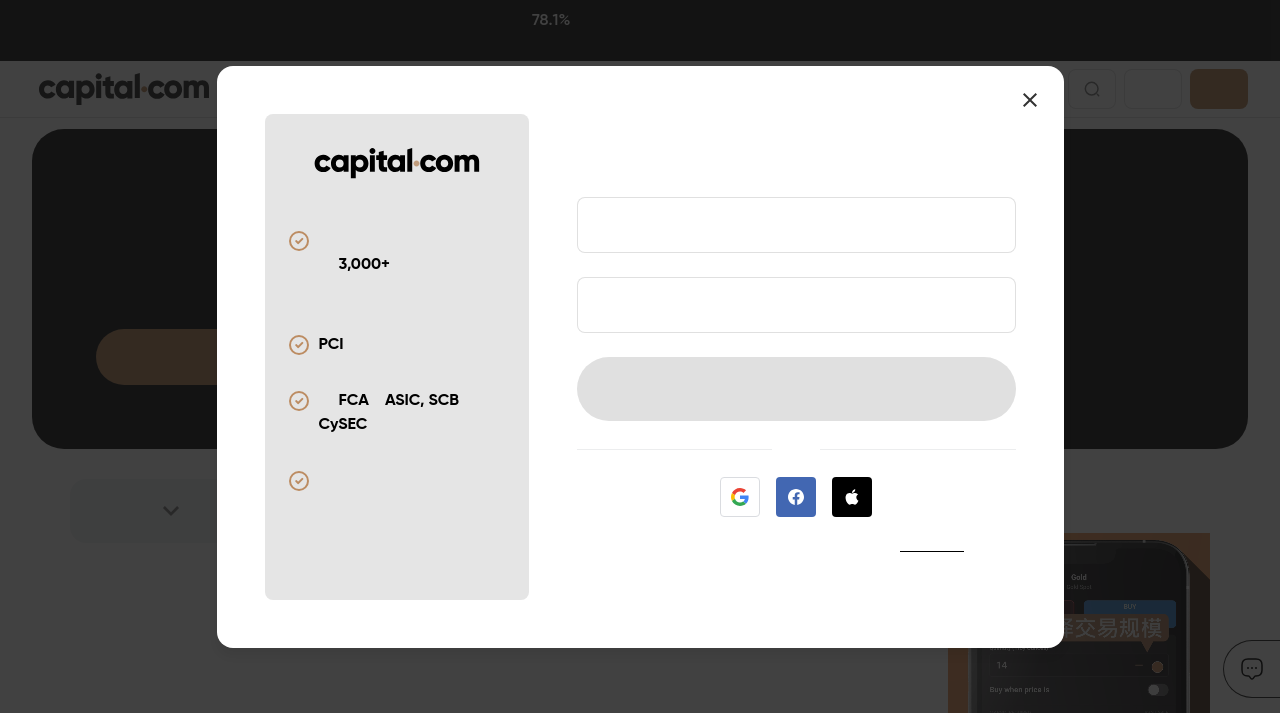 78.1%
capital.com
capital.com
3,000+
PCI
FCA ASIC, SCB
CySEC
Gold
BUY
择交易规模
14
Buy when price is